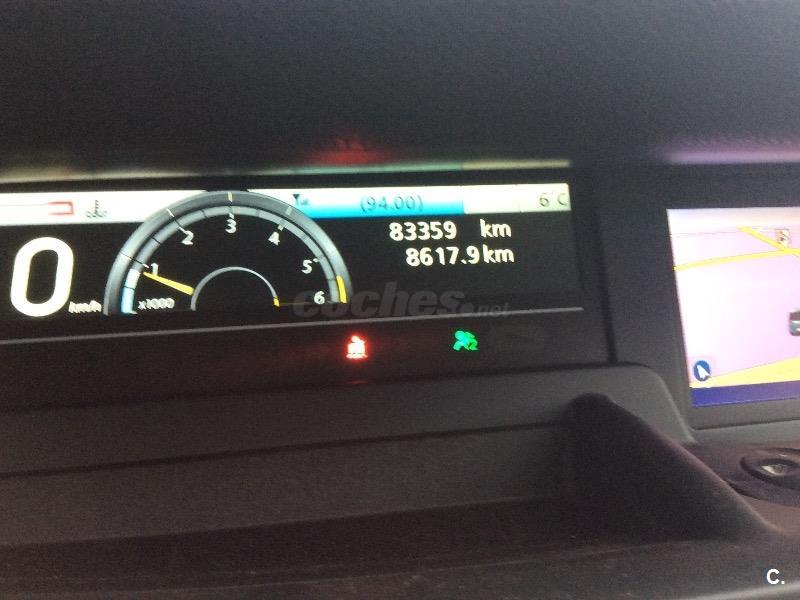 (94.00)
6°C
83359 km
8617.9 km
0 km/h
1 2 3 4 5 6
x1000
coches.net
2
C.